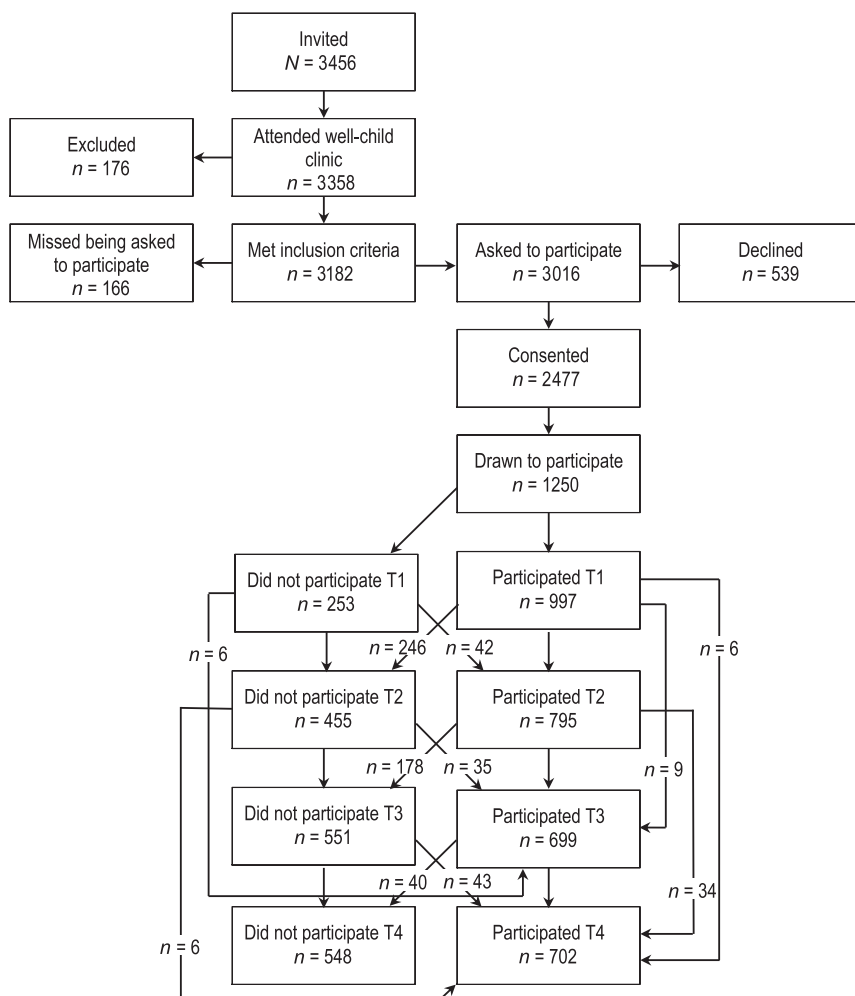 Invited
N = 3456
Attended well-child
clinic
n = 3358
Excluded
n = 176
Missed being asked
to participate
n = 166
Met inclusion criteria
n = 3182
Asked to participate
n = 3016
Declined
n = 539
Consented
n = 2477
Drawn to participate
n = 1250
Did not participate T1
n = 253
Participated T1
n = 997
n = 6
n = 246
n = 42
n = 6
Did not participate T2
n = 455
Participated T2
n = 795
n = 178
n = 35
n = 9
Did not participate T3
n = 551
Participated T3
n = 699
n = 40
n = 43
n = 34
n = 6
Did not participate T4
n = 548
Participated T4
n = 702